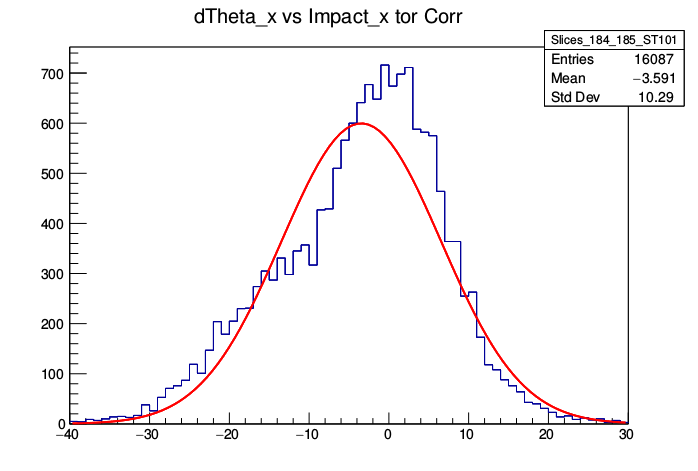 dTheta_x vs Impact_x tor Corr
Slices_184_185_ST101
Entries 16087
Mean −3.591
Std Dev 10.29
700
600
500
400
300
200
100
0
−40 −30 −20 −10 0 10 20 30